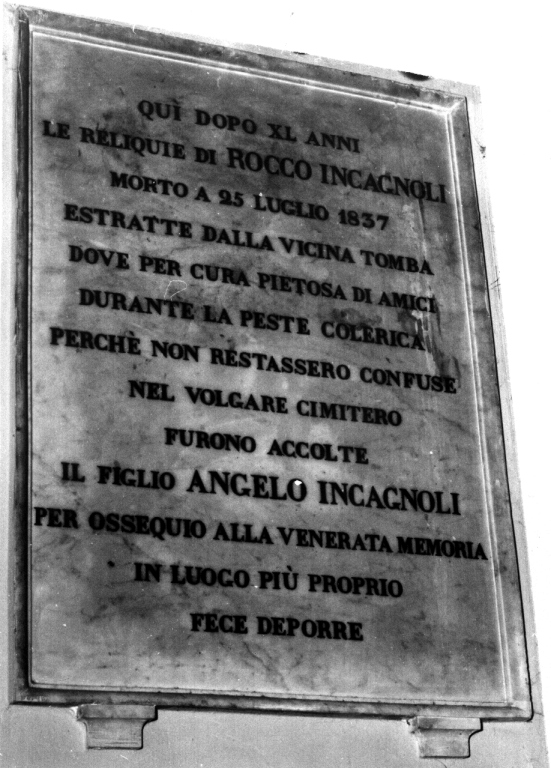 QUÌ DOPO XL ANNI
LE RELIQUIE DI ROCCO INCAGNOLI
MORTO A 25 LUGLIO 1837
ESTRATTE DALLA VICINA TOMBA
DOVE PER CURA PIETOSA DI AMICI
DURANTE LA PESTE COLERICA
PERCHÈ NON RESTASSERO CONFUSE
NEL VOLGARE CIMITERO
FURONO ACCOLTE
IL FIGLIO ANGELO INCAGNOLI
PER OSSEQUIO ALLA VENERATA MEMORIA
IN LUOGO PIÙ PROPRIO
FECE DEPORRE